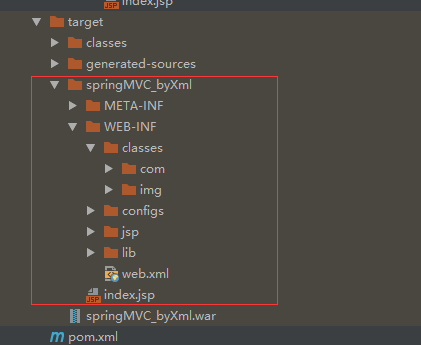 index.jsp
target
classes
generated-sources
springMVC_byXml
META-INF
WEB-INF
classes
com
img
configs
jsp
lib
web.xml
JSP index.jsp
springMVC_byXml.war
m pom.xml